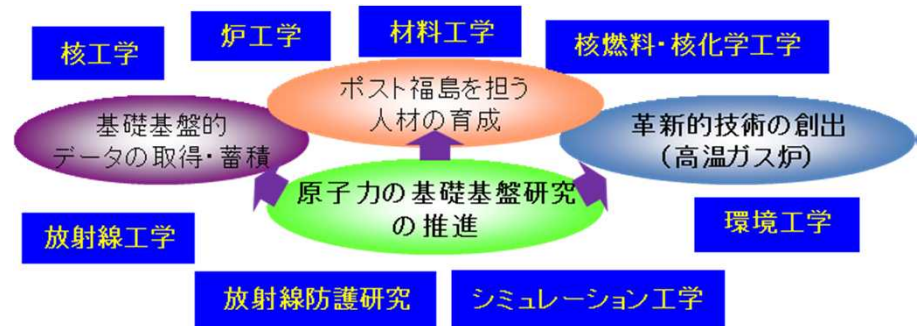 核工学
炉工学
材料工学
核燃料・核化学工学
ポスト福島を担う
人材の育成
基礎基盤的
データの取得・蓄積
革新的技術の創出
(高温ガス炉)
原子力の基礎基盤研究
の推進
放射線工学
環境工学
放射線防護研究
シミュレーション工学